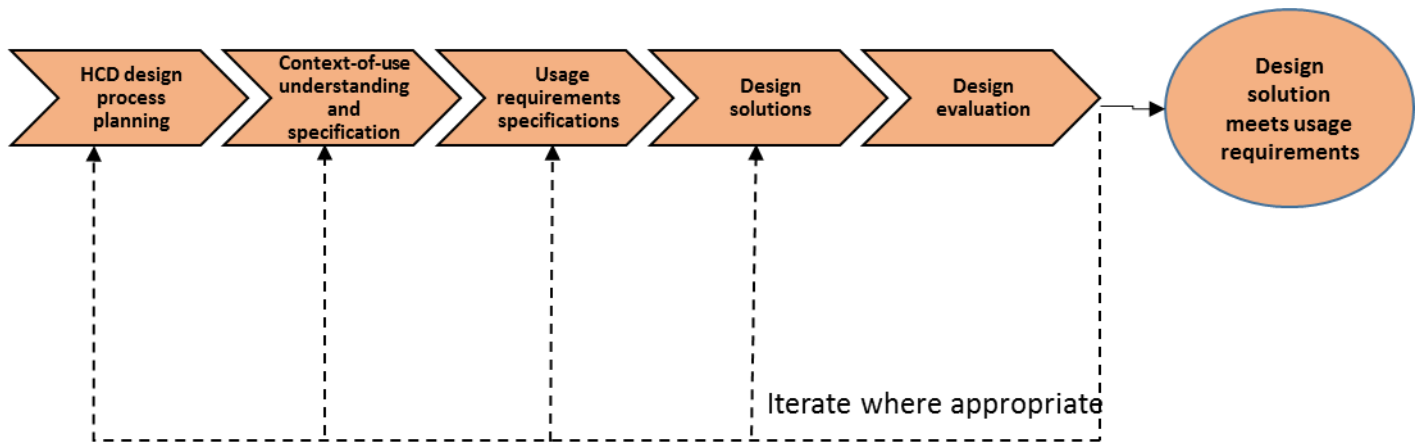 HCD design
process
planning
Context-of-use
understanding
and
specification
Usage
requirements
specifications
Design
solutions
Design
evaluation
Design
solution
meets usage
requirements
Iterate where appropriate